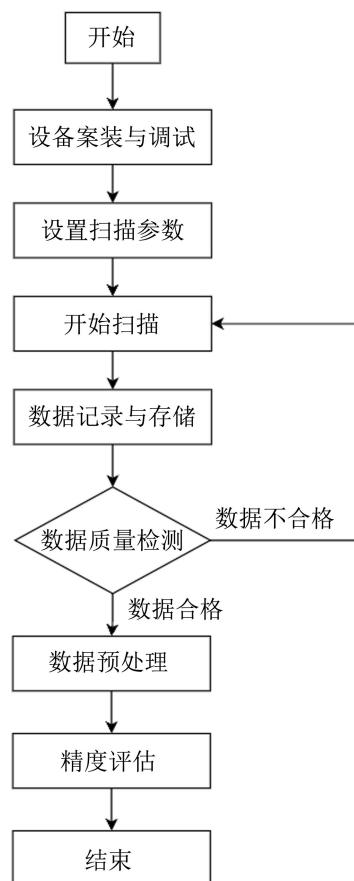 开始
设备案装与调试
设置扫描参数
开始扫描
数据记录与存储
数据质量检测
数据不合格
数据合格
数据预处理
精度评估
结束